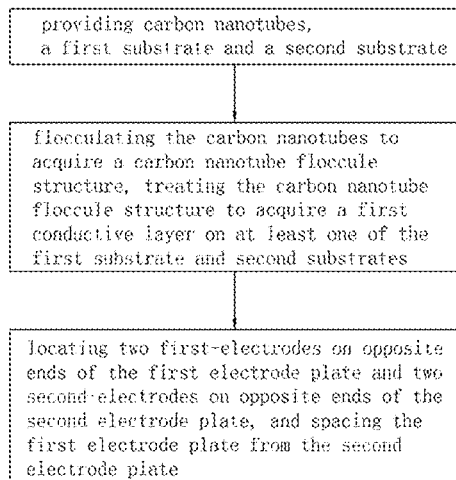 providing carbon nanotubes,
a first substrate and a second substrate
flocculating the carbon nanotubes to
acquire a carbon nanotube floccule
structure, treating the carbon nanotube
floccule structure to acquire a first
conductive layer on at least one of the
first substrate and second substrates
locating two first-electrodes on opposite
ends of the first electrode plate and two
second-electrodes on opposite ends of the
second electrode plate, and spacing the
first electrode plate from the second
electrode plate